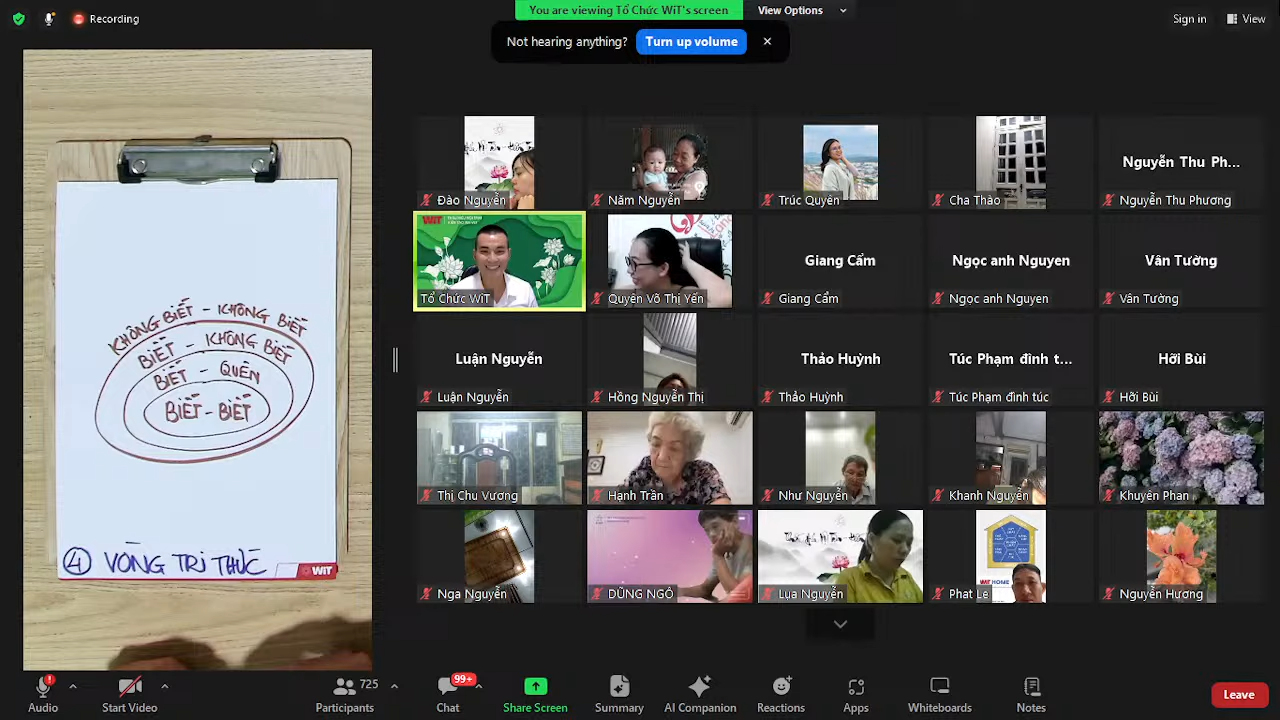 You are viewing Tổ Chức WiT's screen
View Options
Recording
Sign in
View
Not hearing anything?
Turn up volume
KHÔNG BIẾT - KHÔNG BIẾT
BIẾT - KHÔNG BIẾT
BIẾT - QUÊN
BIẾT - BIẾT
④ VÒNG TRI THỨC
WiT
Đào Nguyễn
Năm Nguyễn
Trúc Quyên
Cha Thảo
Nguyễn Thu Ph...
Nguyễn Thu Phương
WiT
Tổ Chức WiT
Quyên Võ Thị Yến
Giang Cẩm
Giang Cẩm
Ngọc anh Nguyen
Ngọc anh Nguyen
Vân Tường
Vân Tường
Luận Nguyễn
Luận Nguyễn
Hồng Nguyễn Thị
Thảo Huỳnh
Thảo Huỳnh
Túc Phạm đình t...
Túc Phạm đình túc
Hời Bùi
Hời Bùi
Thị Chu Vương
Hạnh Trần
Khánh Nguyễn
Khuyên Phan
Nga Nguyễn
DŨNG NGÔ
Lụa Nguyễn
WiT HOME
Phat Le
Nguyễn Hương
Audio
Start Video
725
Participants
99+
Chat
Share Screen
Summary
AI Companion
Reactions
Apps
Whiteboards
Notes
Leave